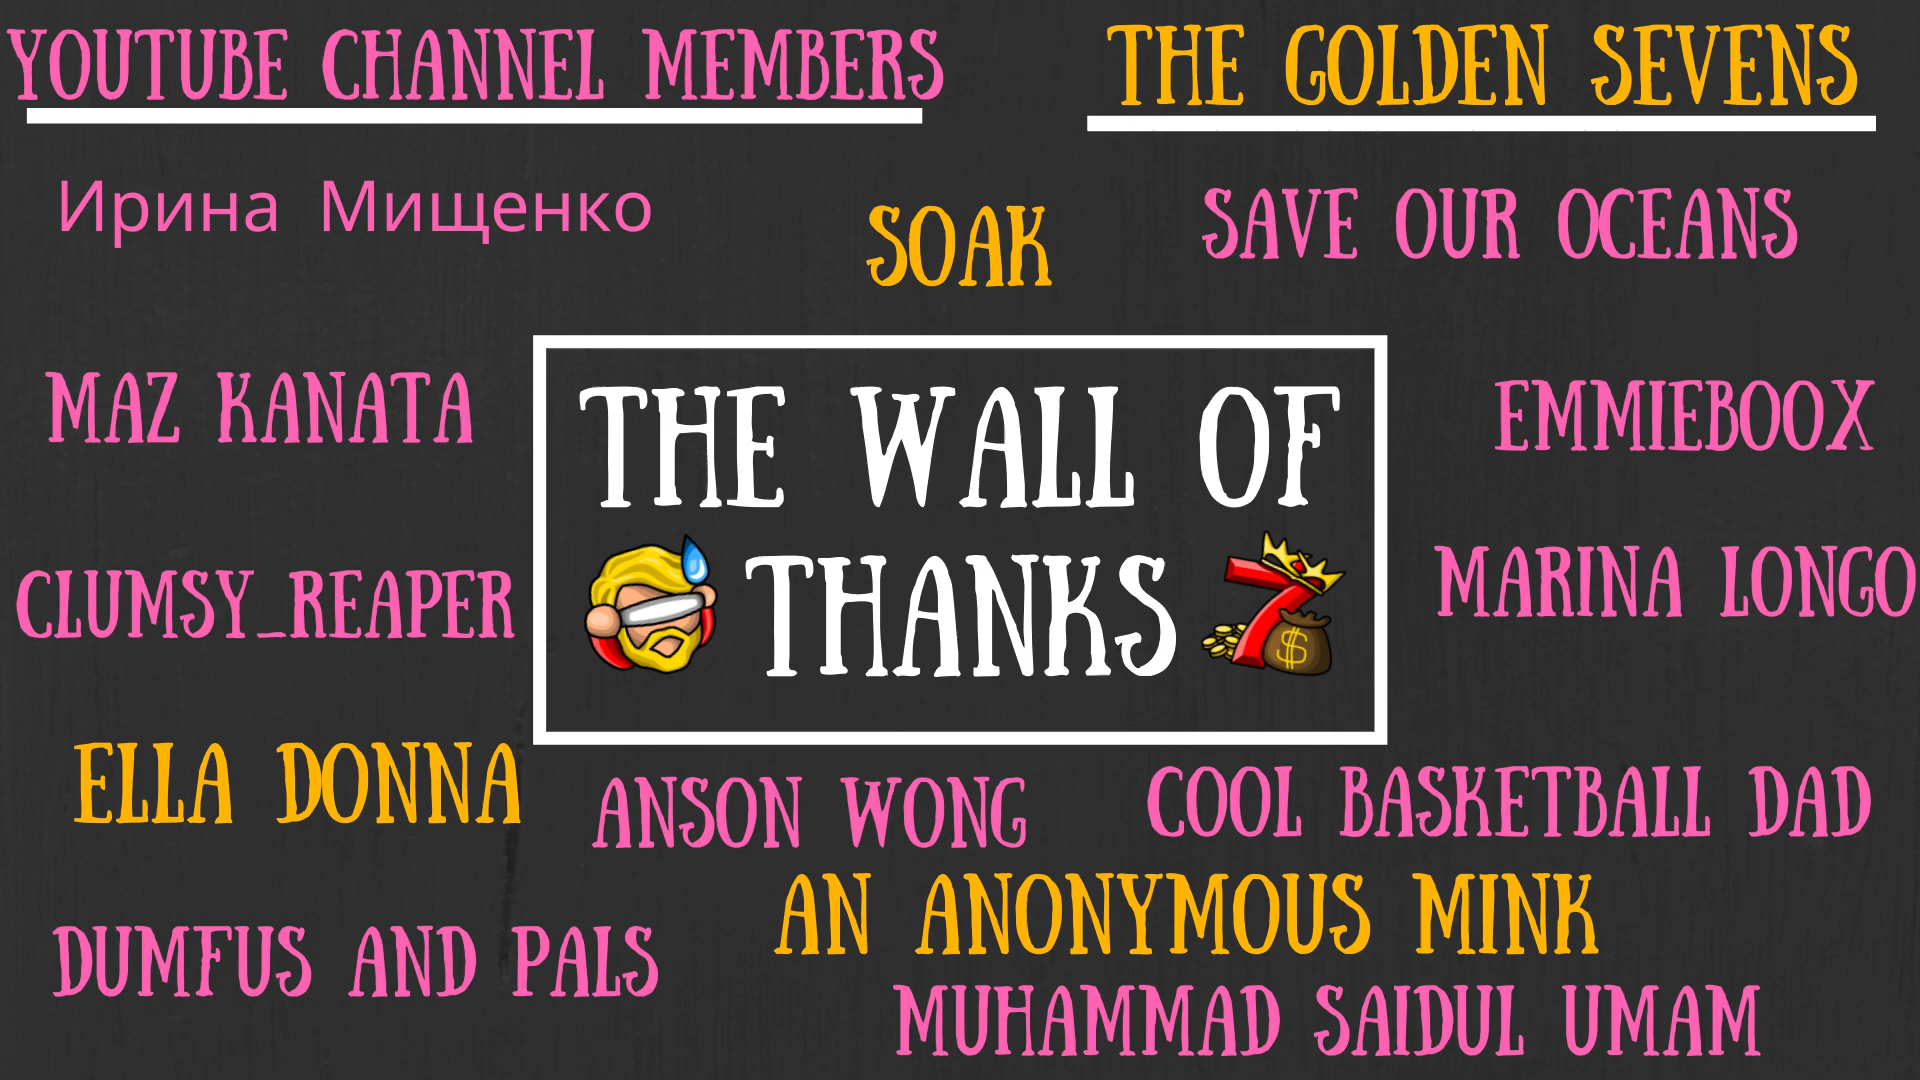 YOUTUBE CHANNEL MEMBERS
THE GOLDEN SEVENS
Ирина Мищенко
SOAK
SAVE OUR OCEANS
MAZ KANATA
THE WALL OF
THANKS
EMMIEBOOX
CLUMSY_REAPER
MARINA LONGO
ELLA DONNA
ANSON WONG
COOL BASKETBALL DAD
AN ANONYMOUS MINK
DUMFUS AND PALS
MUHAMMAD SAIDUL UMAM